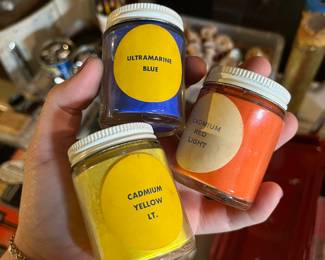 ULTRAMARINE
BLUE
CADMIUM
RED
LIGHT
CADMIUM
YELLOW
LT.